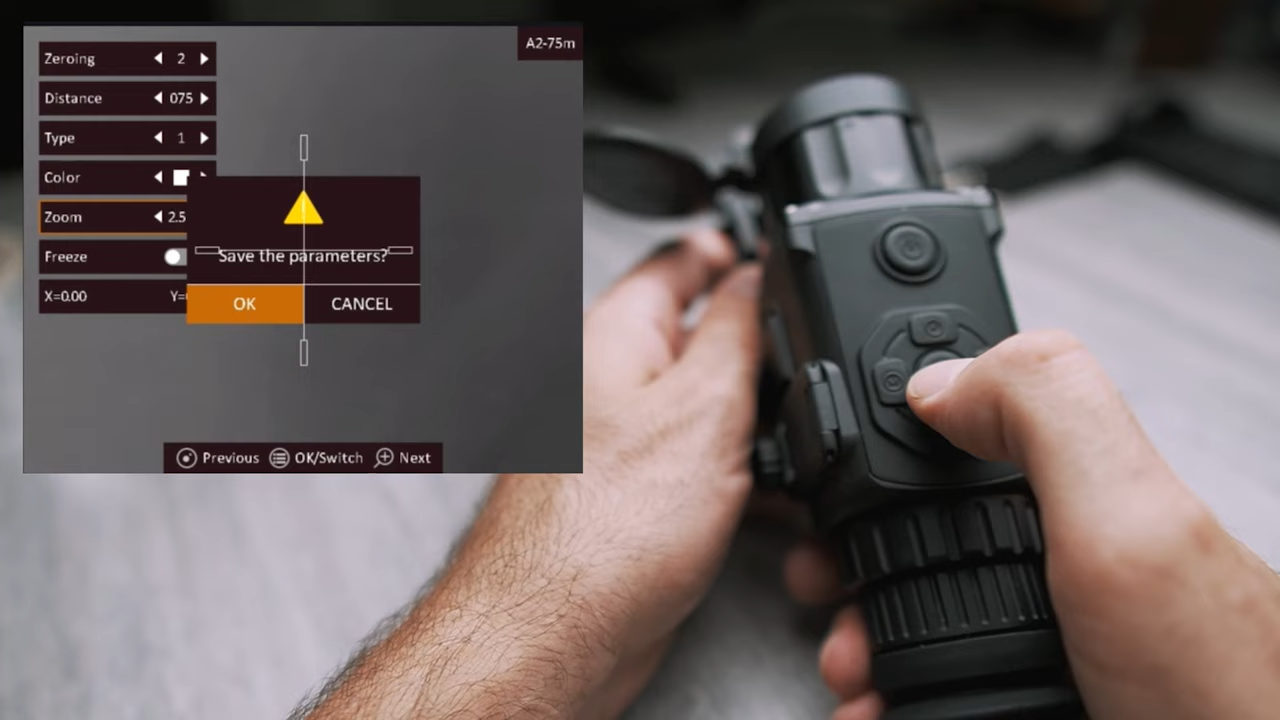 A2-75m
Zeroing 2
Distance 075
Type 1
Color
Zoom 2.5
Freeze
X=0.00 Y=
Save the parameters?
OK CANCEL
Previous OK/Switch Next